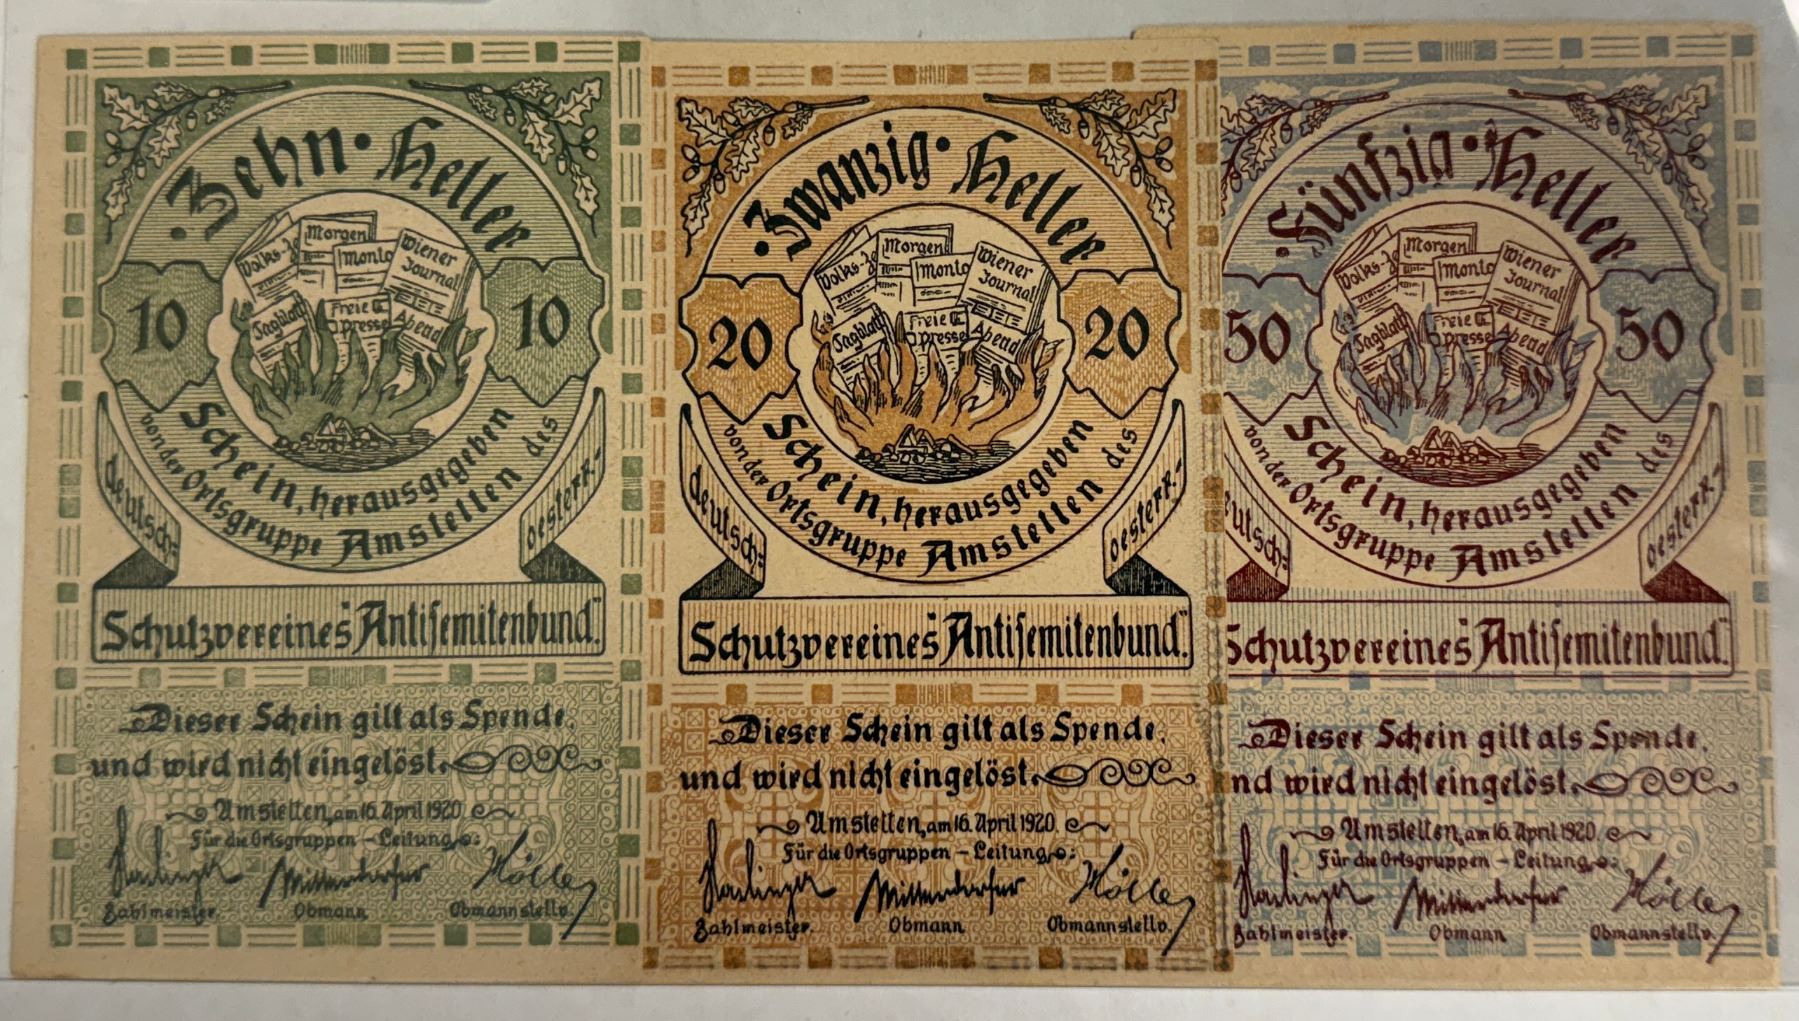 Zehn · Heller
Volks-Z
Morgen
Monta
Wiener
Journal
Tagblatt
Freie
presse
Abend
10
10
Schein, herausgegeben
von der Ortsgruppe Amstetten des
deutsch=
oesterr.-
Schutzvereines "Antisemitenbund."
Dieser Schein gilt als Spende,
und wird nicht eingelöst.
Amstetten, am 16. April 1920.
Für die Ortsgruppen - Leitung:
Zahlmeister.
Obmann
Obmannstellv.
Zwanzig · Heller
Volks-Z
Morgen
Monta
Wiener
Journal
Tagblatt
Freie
presse
Abend
20
20
Schein, herausgegeben
von der Ortsgruppe Amstetten des
deutsch=
oesterr.-
Schutzvereines "Antisemitenbund."
Dieser Schein gilt als Spende,
und wird nicht eingelöst.
Amstetten, am 16. April 1920.
Für die Ortsgruppen - Leitung:
Zahlmeister.
Obmann
Obmannstellv.
Fünfzig · Heller
Volks-Z
Morgen
Monta
Wiener
Journal
Tagblatt
Freie
presse
Abend
50
50
Schein, herausgegeben
von der Ortsgruppe Amstetten des
eutsch=
oesterr.-
Schutzvereines "Antisemitenbund."
Dieser Schein gilt als Spende,
nd wird nicht eingelöst.
Amstetten, am 16. April 1920.
Für die Ortsgruppen - Leitung:
Zahlmeister.
Obmann
Obmannstellv.